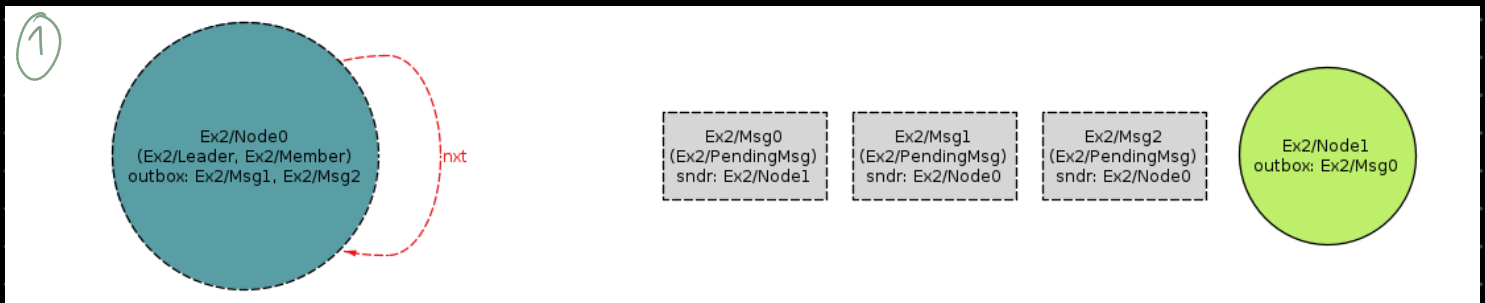 1
Ex2/Node0
(Ex2/Leader, Ex2/Member)
outbox: Ex2/Msg1, Ex2/Msg2
nxt
Ex2/Msg0
(Ex2/PendingMsg)
sndr: Ex2/Node1
Ex2/Msg1
(Ex2/PendingMsg)
sndr: Ex2/Node0
Ex2/Msg2
(Ex2/PendingMsg)
sndr: Ex2/Node0
Ex2/Node1
outbox: Ex2/Msg0